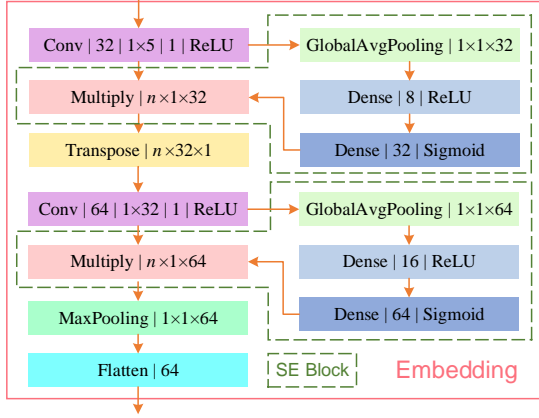 Conv | 32 | 1×5 | 1 | ReLU
GlobalAvgPooling | 1×1×32
Multiply | n×1×32
Dense | 8 | ReLU
Transpose | n×32×1
Dense | 32 | Sigmoid
Conv | 64 | 1×32 | 1 | ReLU
GlobalAvgPooling | 1×1×64
Multiply | n×1×64
Dense | 16 | ReLU
MaxPooling | 1×1×64
Dense | 64 | Sigmoid
Flatten | 64
SE Block
Embedding